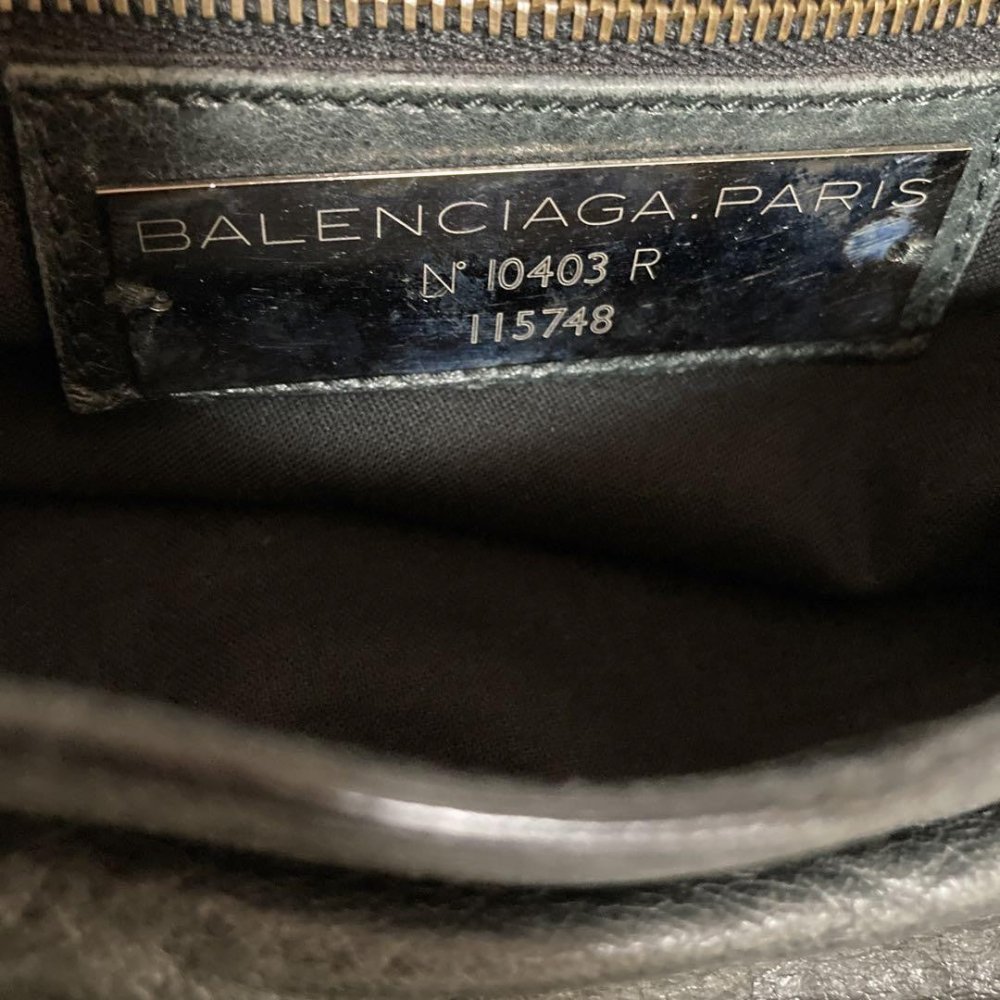 BALENCIAGA.PARIS
N° 10403 R
115748